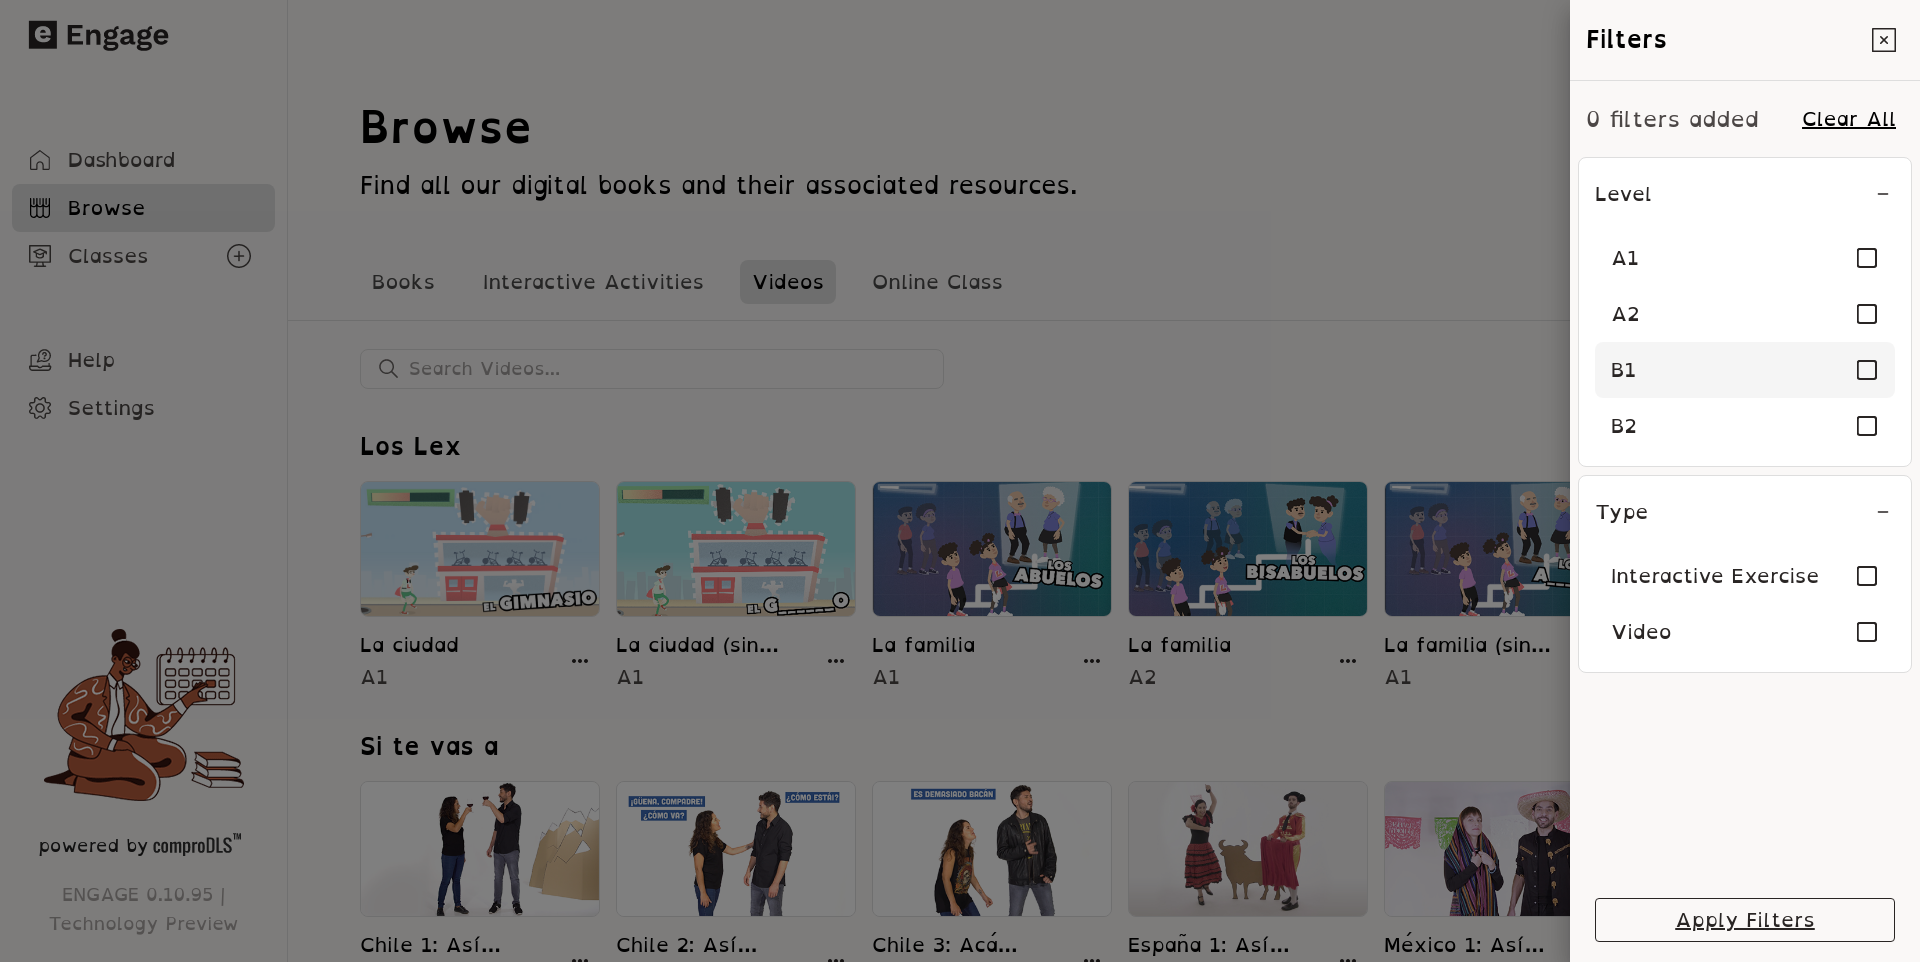 Engage
Dashboard
Browse
Classes
Help
Settings
powered by comproDLS™
ENGAGE 0.10.95 |
Technology Preview
Browse
Find all our digital books and their associated resources.
Books
Interactive Activities
Videos
Online Class
Search Videos...
Los Lex
EL GIMNASIO
EL G_____O
LOS
ABUELOS
LOS
BISABUELOS
LOS
La ciudad
A1
La ciudad (sin...
A1
La familia
A1
La familia
A2
La familia (sin...
A1
Si te vas a
¡QÜENA, COMPADRE!
¿CÓMO VA?
¿CÓMO ESTÁI?
ES DEMASIADO BACÁN
Chile 1: Así...
Chile 2: Así...
Chile 3: Acá...
España 1: Así...
México 1: Así...
Filters
0 filters added
Clear All
Level
A1
A2
B1
B2
Type
Interactive Exercise
Video
Apply Filters